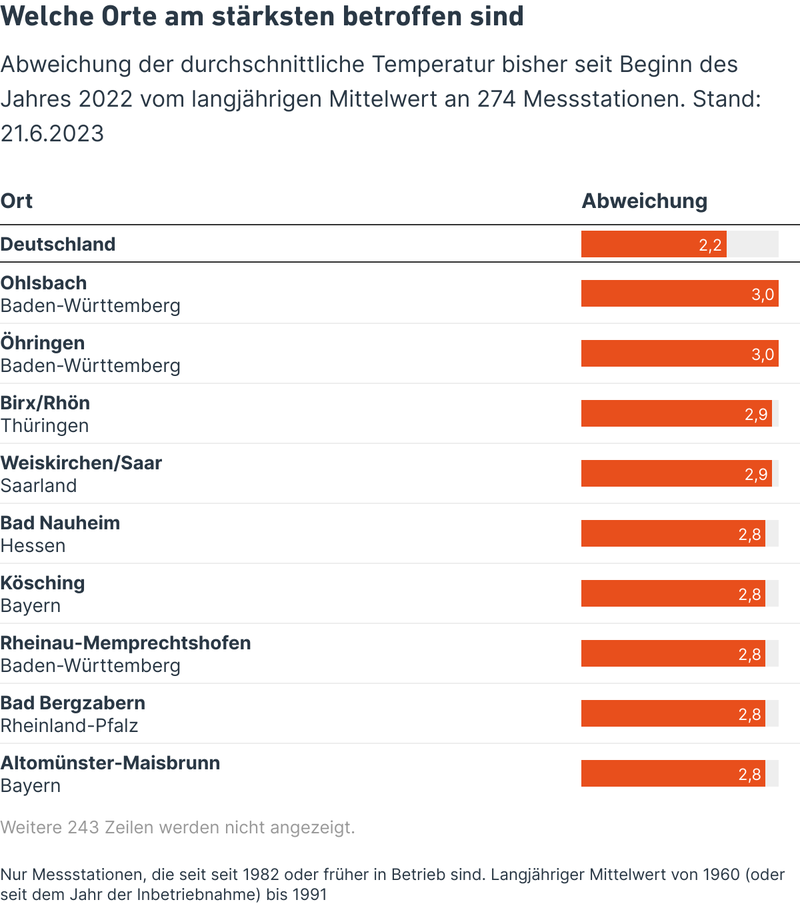 Welche Orte am stärksten betroffen sind
Abweichung der durchschnittliche Temperatur bisher seit Beginn des
Jahres 2022 vom langjährigen Mittelwert an 274 Messstationen. Stand:
21.6.2023
Ort Abweichung
Deutschland 2,2
Ohlsbach
Baden-Württemberg 3,0
Öhringen
Baden-Württemberg 3,0
Birx/Rhön
Thüringen 2,9
Weiskirchen/Saar
Saarland 2,9
Bad Nauheim
Hessen 2,8
Kösching
Bayern 2,8
Rheinau-Memprechtshofen
Baden-Württemberg 2,8
Bad Bergzabern
Rheinland-Pfalz 2,8
Altomünster-Maisbrunn
Bayern 2,8
Weitere 243 Zeilen werden nicht angezeigt.
Nur Messstationen, die seit seit 1982 oder früher in Betrieb sind. Langjähriger Mittelwert von 1960 (oder
seit dem Jahr der Inbetriebnahme) bis 1991